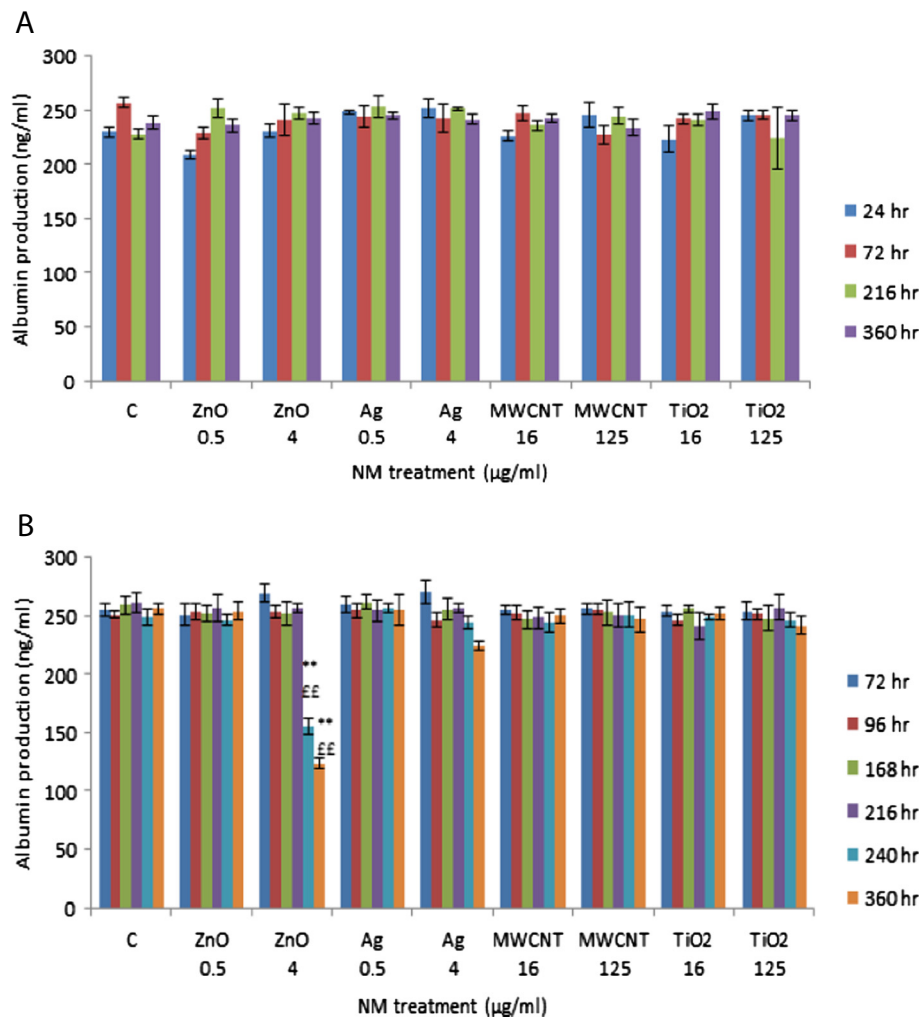 A
300
250
200
150
100
50
0
Albumin production (ng/ml)
C ZnO ZnO Ag Ag MWCNT MWCNT TiO2 TiO2
0.5 4 0.5 4 16 125 16 125
NM treatment (µg/ml)
24 hr
72 hr
216 hr
360 hr
B
300
250
200
150
100
50
0
Albumin production (ng/ml)
**
££
**
££
C ZnO ZnO Ag Ag MWCNT MWCNT TiO2 TiO2
0.5 4 0.5 4 16 125 16 125
NM treatment (µg/ml)
72 hr
96 hr
168 hr
216 hr
240 hr
360 hr